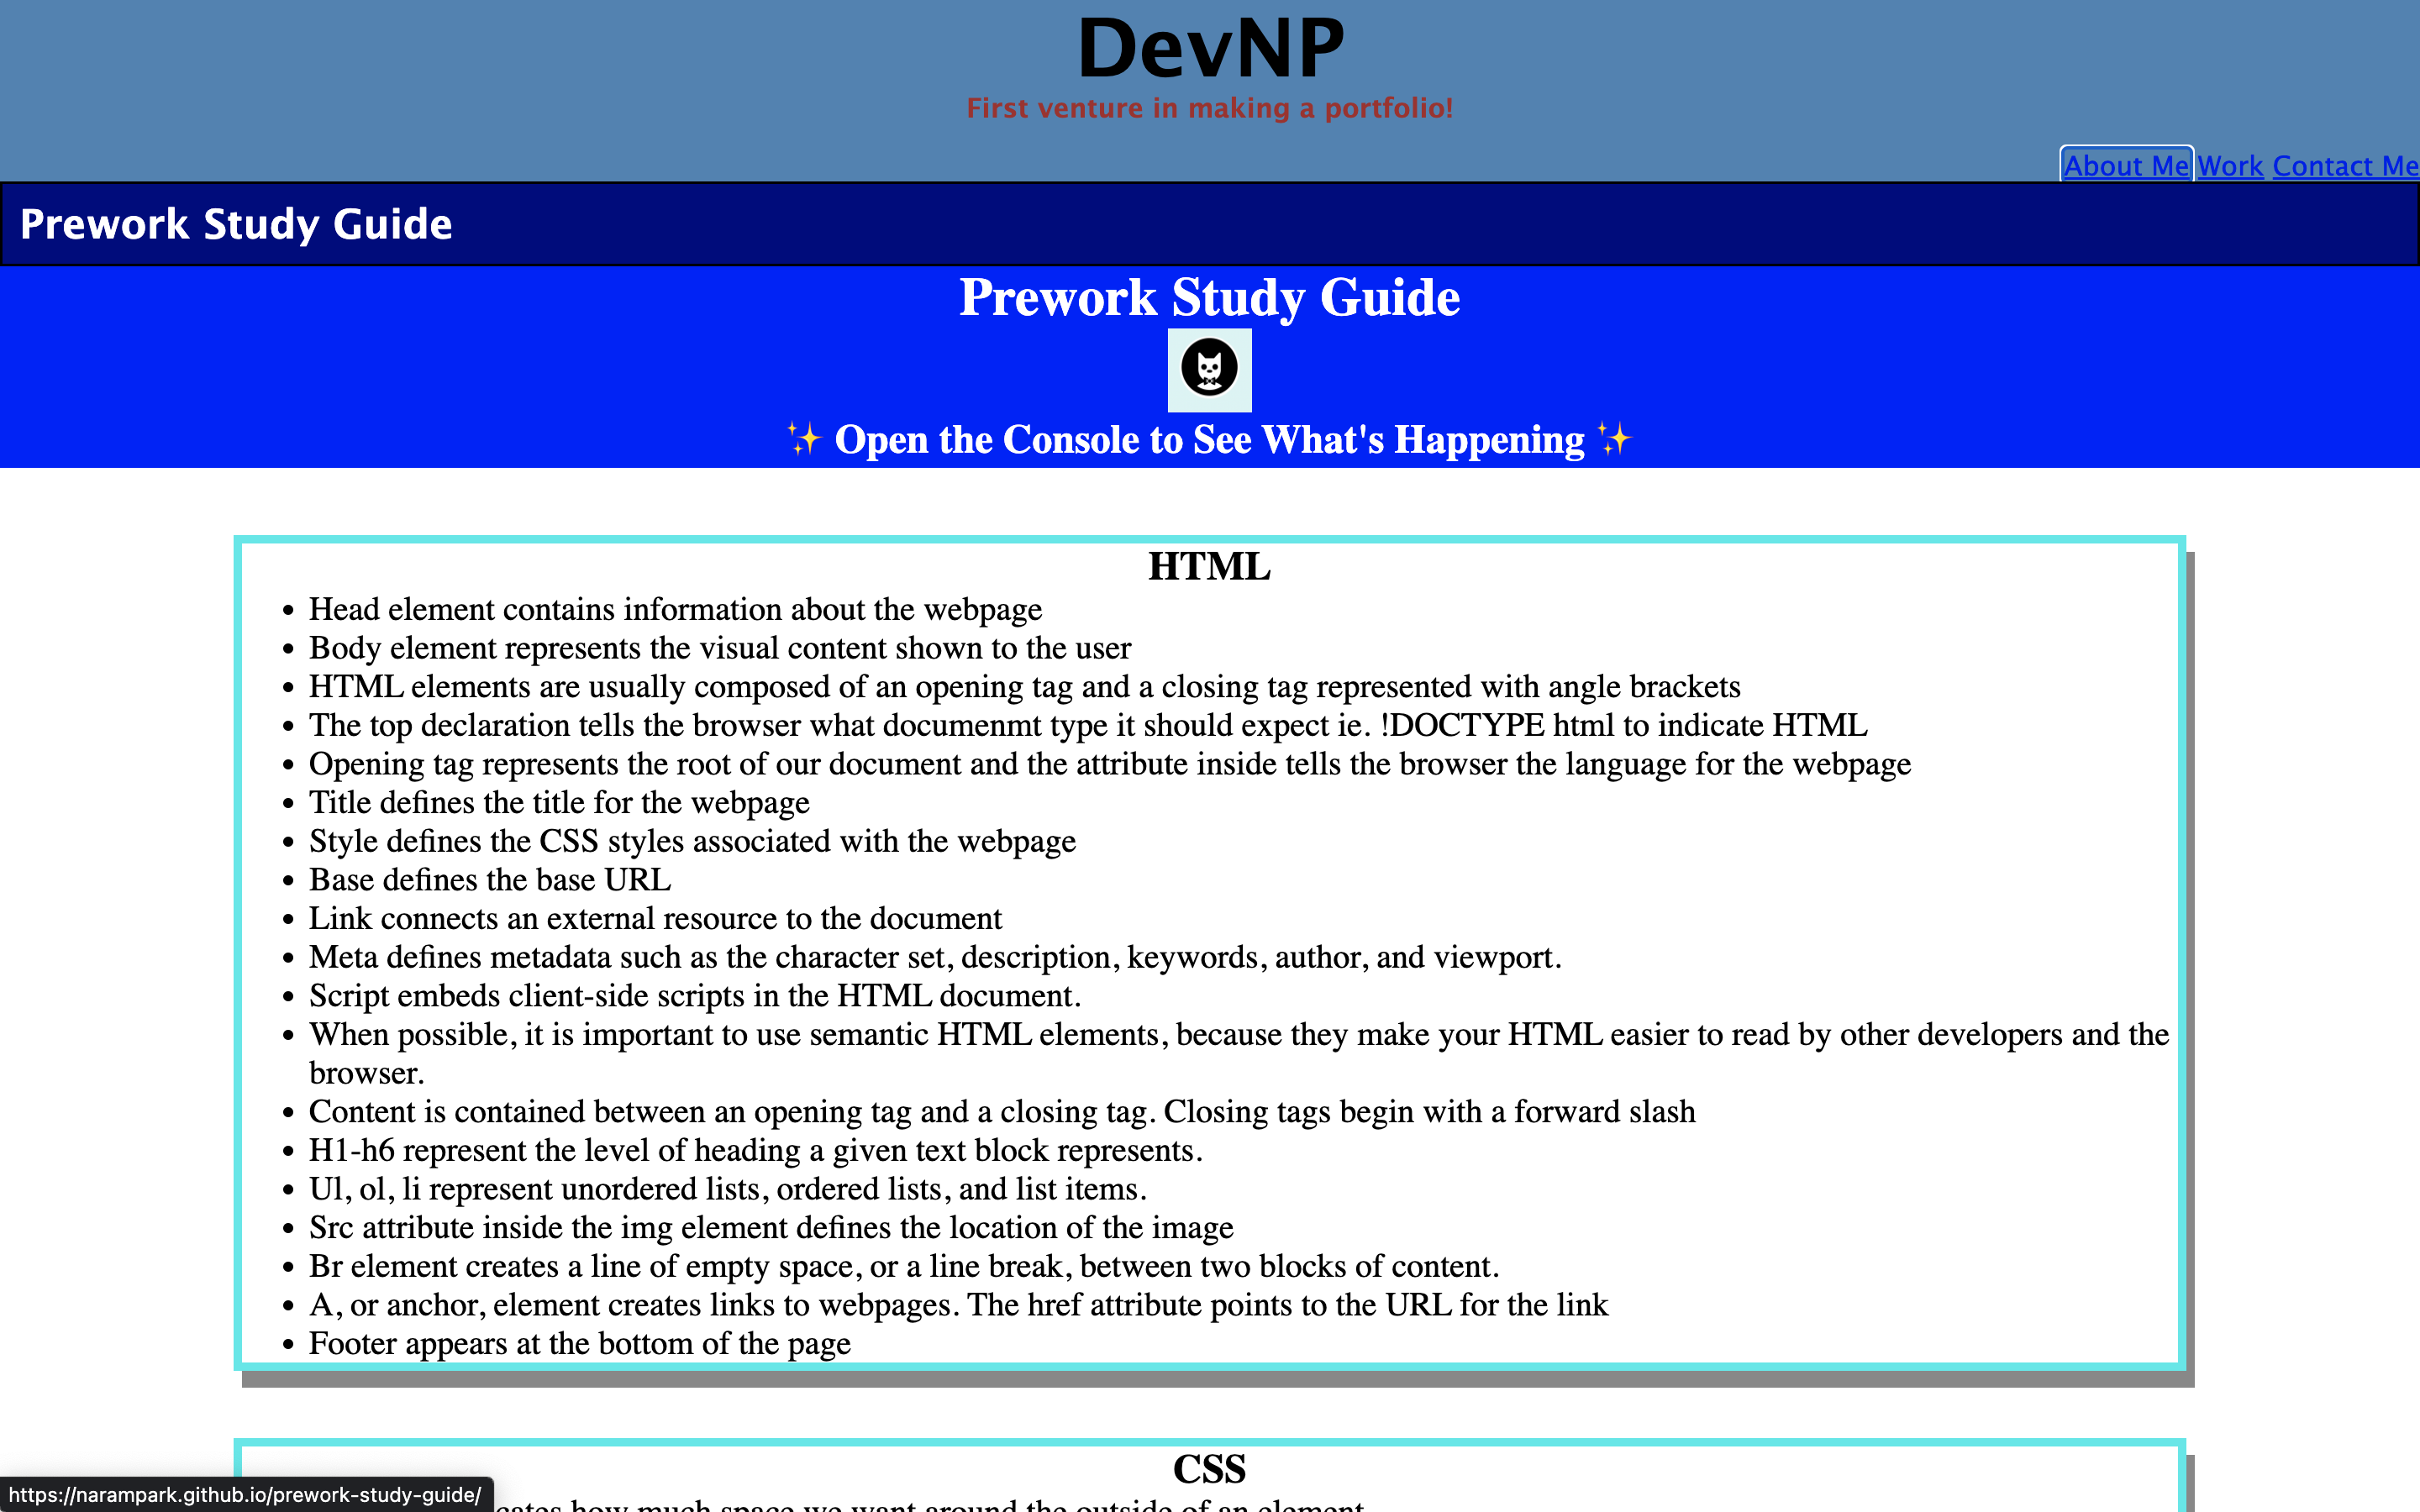 DevNP
First venture in making a portfolio!
About Me Work Contact Me
Prework Study Guide
Prework Study Guide
✨ Open the Console to See What's Happening ✨
HTML
• Head element contains information about the webpage
• Body element represents the visual content shown to the user
• HTML elements are usually composed of an opening tag and a closing tag represented with angle brackets
• The top declaration tells the browser what documenmt type it should expect ie. !DOCTYPE html to indicate HTML
• Opening tag represents the root of our document and the attribute inside tells the browser the language for the webpage
• Title defines the title for the webpage
• Style defines the CSS styles associated with the webpage
• Base defines the base URL
• Link connects an external resource to the document
• Meta defines metadata such as the character set, description, keywords, author, and viewport.
• Script embeds client-side scripts in the HTML document.
• When possible, it is important to use semantic HTML elements, because they make your HTML easier to read by other developers and the
browser.
• Content is contained between an opening tag and a closing tag. Closing tags begin with a forward slash
• H1-h6 represent the level of heading a given text block represents.
• Ul, ol, li represent unordered lists, ordered lists, and list items.
• Src attribute inside the img element defines the location of the image
• Br element creates a line of empty space, or a line break, between two blocks of content.
• A, or anchor, element creates links to webpages. The href attribute points to the URL for the link
• Footer appears at the bottom of the page
CSS
how much space we want around the outside of an element
https://narampark.github.io/prework-study-guide/